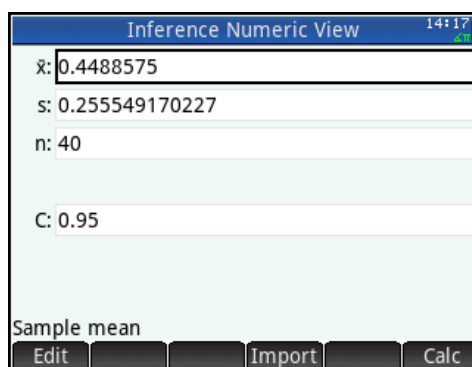 Inference Numeric View 14:17
∡π
x̄: 0.4488575
s: 0.255549170227
n: 40
C: 0.95
Sample mean
Edit Import Calc